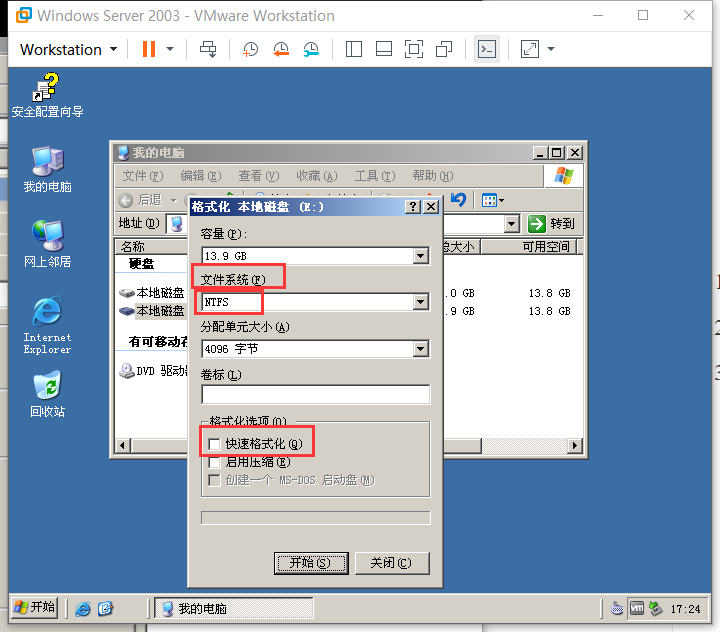 Windows Server 2003 - VMware Workstation
Workstation
安全配置向导
我的电脑
网上邻居
Internet
Explorer
回收站
我的电脑
文件(F) 编辑(E) 查看(V) 收藏(A) 工具(T) 帮助(H)
后退
地址(D) 转到
名称 总大小 可用空间
硬盘
本地磁盘 .0 GB 13.8 GB
本地磁盘 .9 GB 13.8 GB
有可移动存
DVD 驱动器
格式化 本地磁盘 (E:)
容量(P):
13.9 GB
文件系统(F)
NTFS
分配单元大小(A)
4096 字节
卷标(L)
格式化选项(O)
快速格式化(Q)
启用压缩(E)
创建一个 MS-DOS 启动盘(M)
开始(S) 关闭(C)
开始 我的电脑 17:24